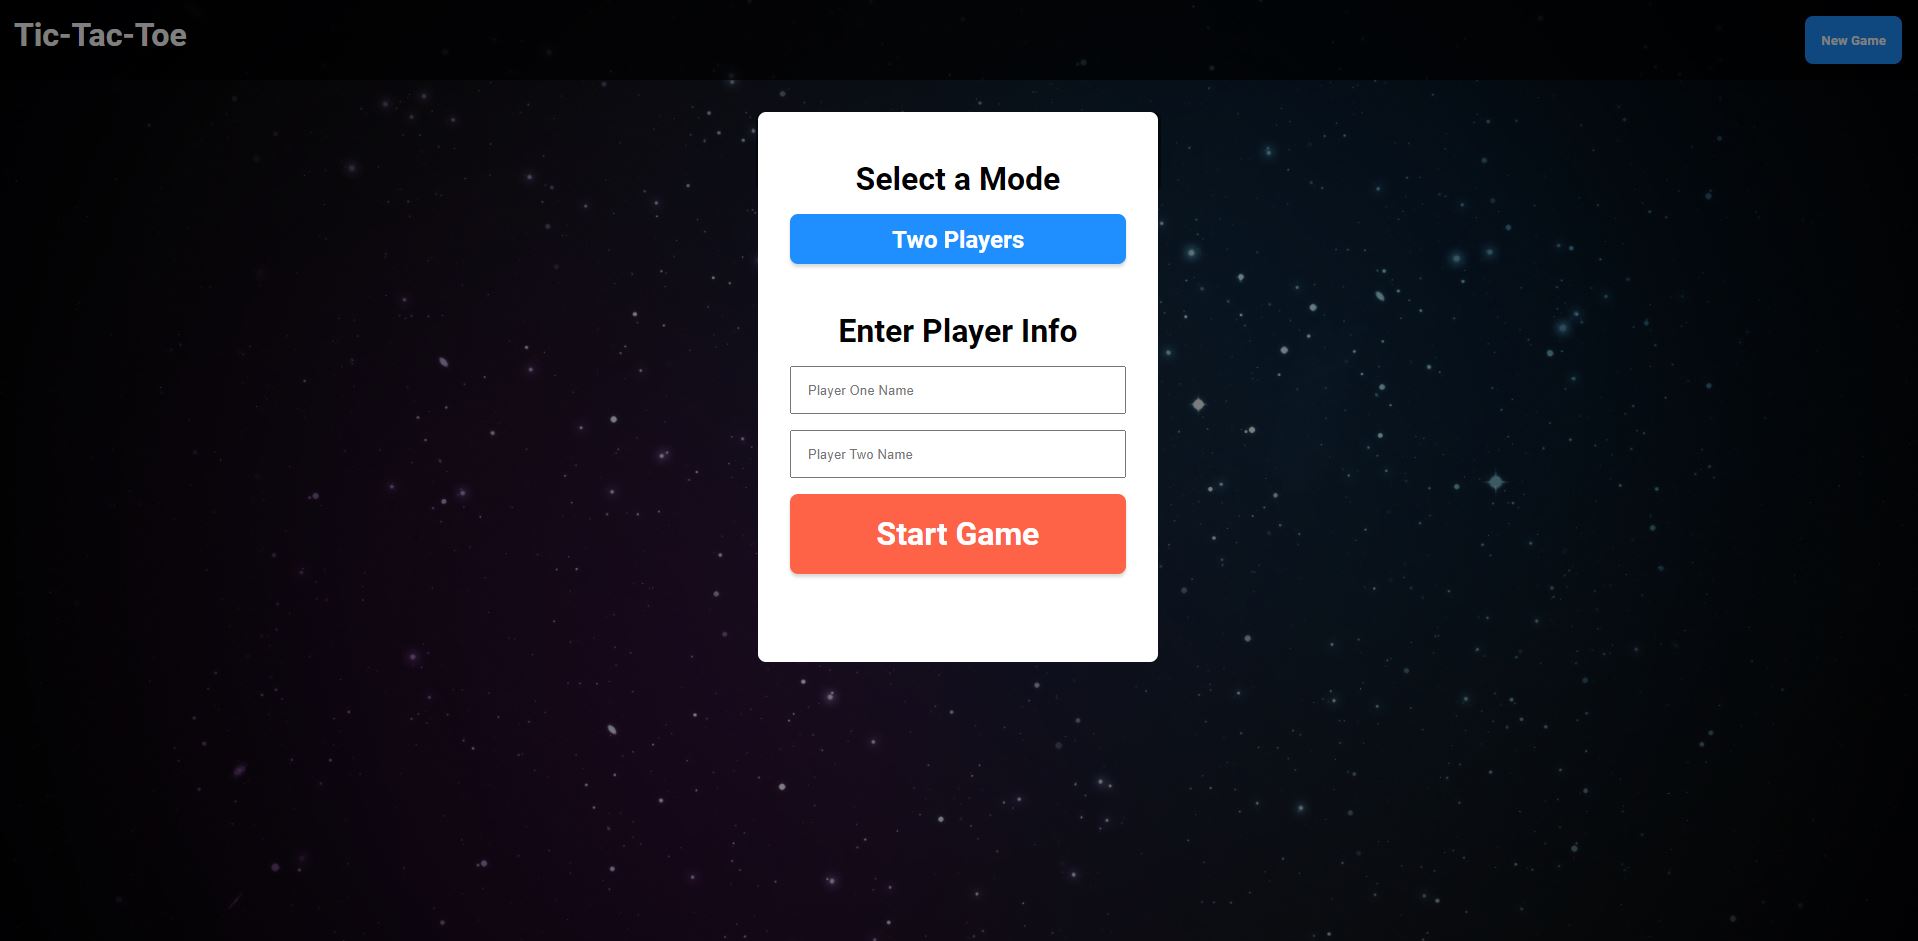 Tic-Tac-Toe
New Game
Select a Mode
Two Players
Enter Player Info
Player One Name
Player Two Name
Start Game